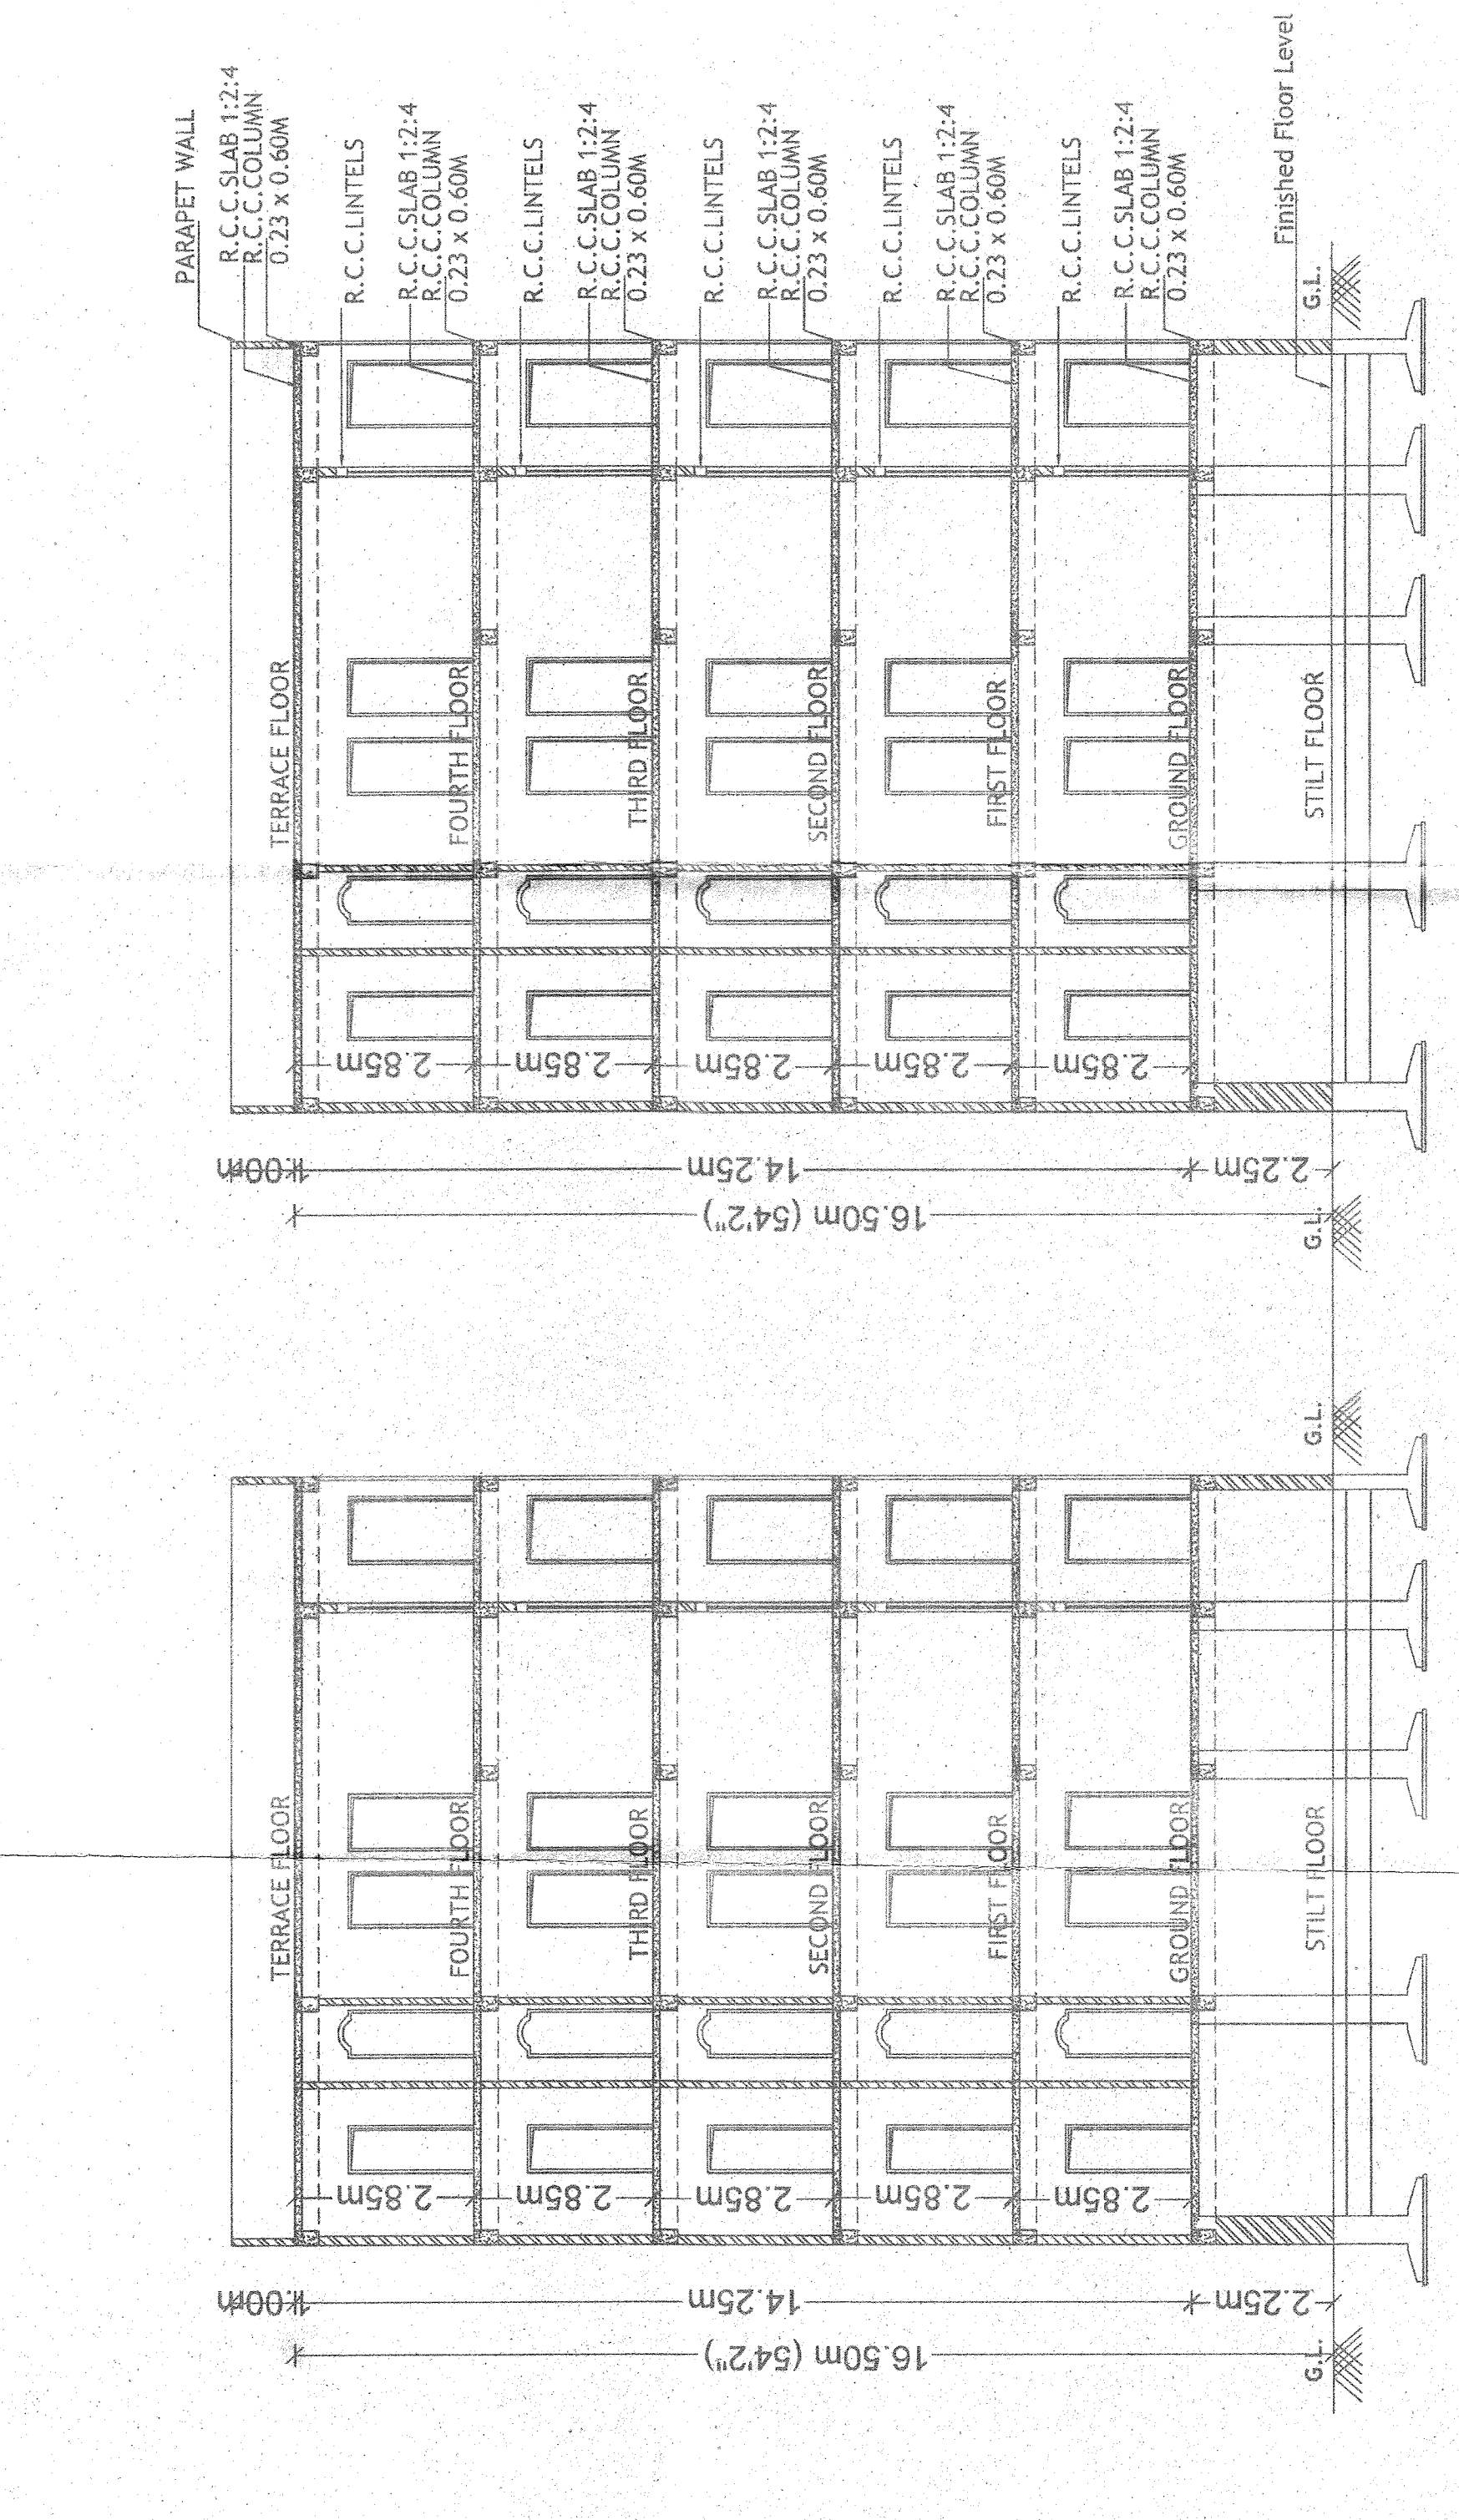 PARAPET WALL
R.C.C.SLAB 1:2:4
R.C.C.COLUMN
0.23 x 0.60M
R.C.C.LINTELS
R.C.C.SLAB 1:2:4
R.C.C.COLUMN
0.23 x 0.60M
R.C.C.LINTELS
R.C.C.SLAB 1:2:4
R.C.C.COLUMN
0.23 x 0.60M
R.C.C.LINTELS
R.C.C.SLAB 1:2:4
R.C.C.COLUMN
0.23 x 0.60M
R.C.C.LINTELS
R.C.C.SLAB 1:2:4
R.C.C.COLUMN
0.23 x 0.60M
R.C.C.LINTELS
R.C.C.SLAB 1:2:4
R.C.C.COLUMN
0.23 x 0.60M
Finished Floor Level
G.L.
TERRACE FLOOR
FOURTH FLOOR
THIRD FLOOR
SECOND FLOOR
FIRST FLOOR
GROUND FLOOR
STILT FLOOR
2.85m
2.85m
2.85m
2.85m
2.85m
1.00m
14.25m
2.25m
16.50m (54'2")
G.L.
G.L.
TERRACE FLOOR
FOURTH FLOOR
THIRD FLOOR
SECOND FLOOR
FIRST FLOOR
GROUND FLOOR
STILT FLOOR
2.85m
2.85m
2.85m
2.85m
2.85m
1.00m
14.25m
2.25m
16.50m (54'2")
G.L.